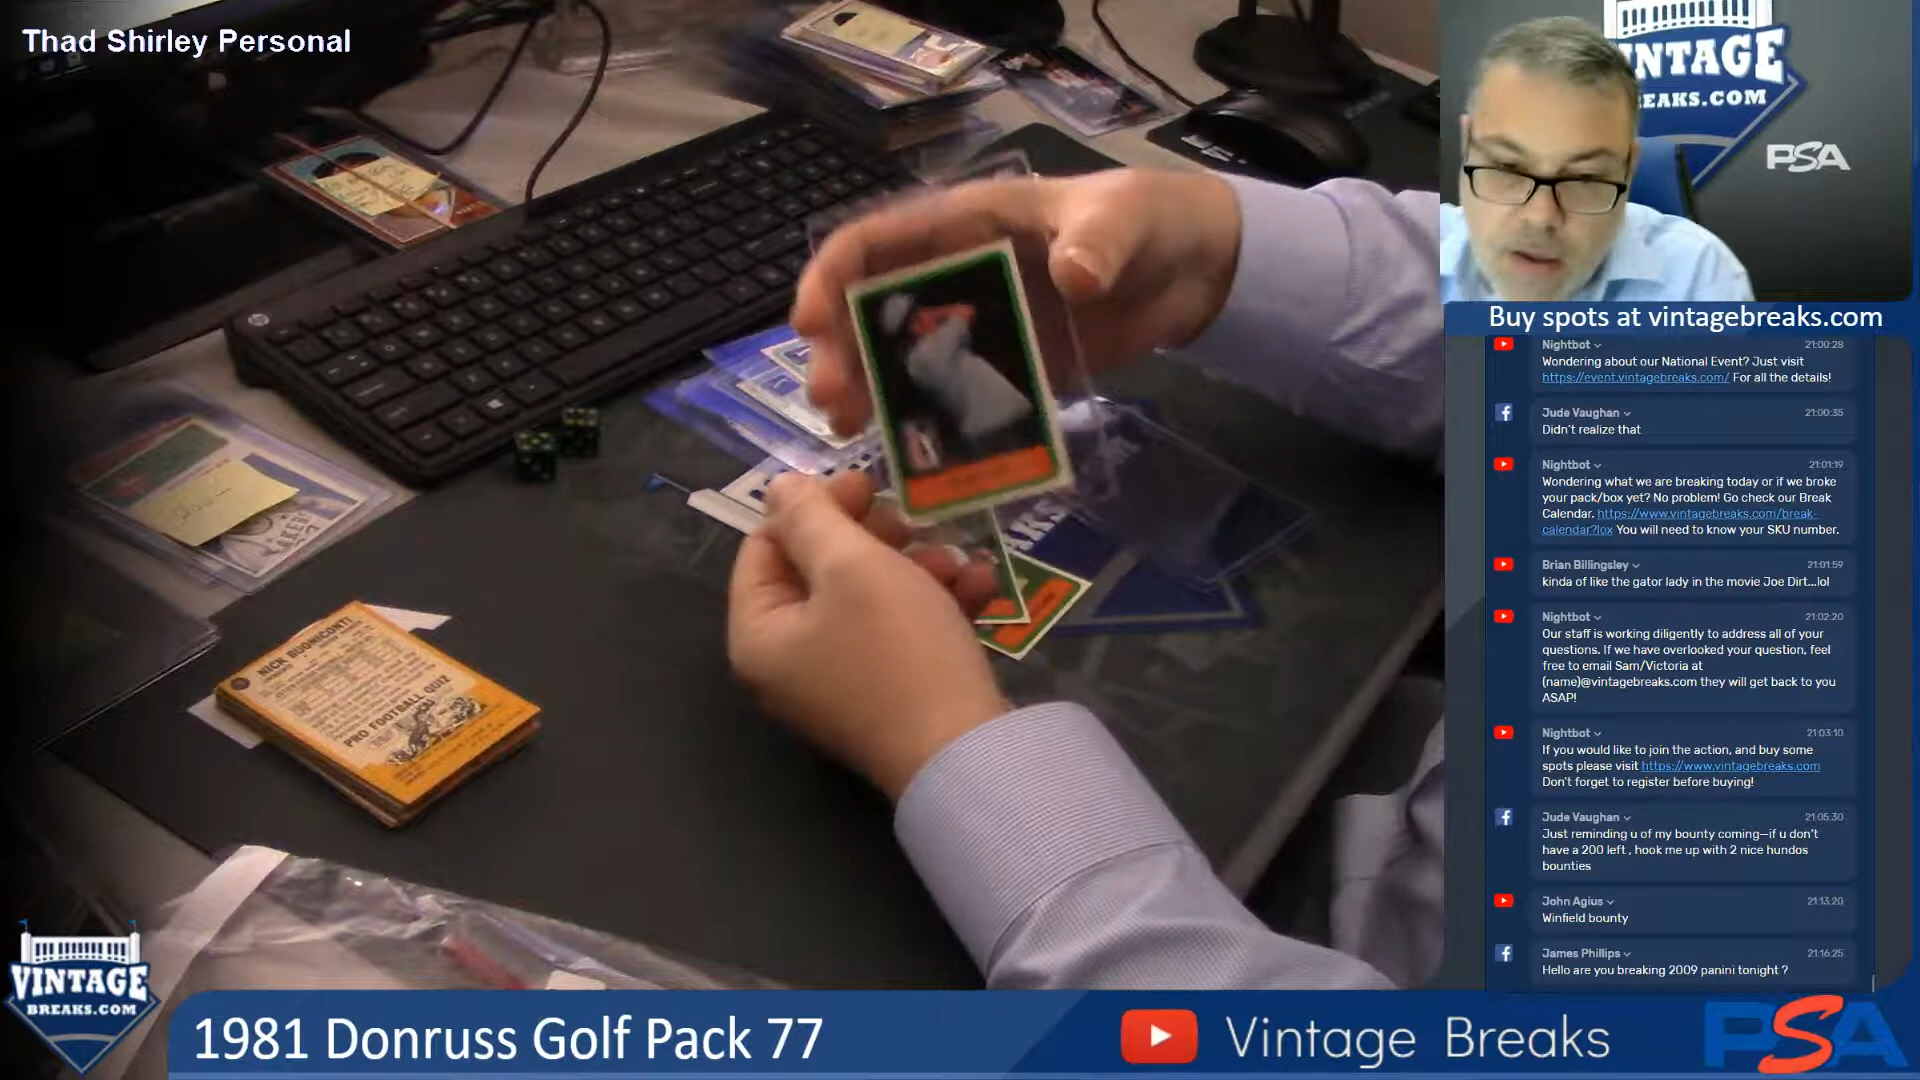 Thad Shirley Personal
VINTAGE
BREAKS.COM
PSA
Buy spots at vintagebreaks.com
Nightbot 21:00:28
Wondering about our National Event? Just visit
https://event.vintagebreaks.com/ For all the details!
Jude Vaughan 21:00:35
Didn't realize that
Nightbot 21:01:19
Wondering what we are breaking today or if we broke
your pack/box yet? No problem! Go check our Break
Calendar. https://www.vintagebreaks.com/break-
calendar?lox You will need to know your SKU number.
Brian Billingsley 21:01:59
kinda of like the gator lady in the movie Joe Dirt...lol
Nightbot 21:02:20
Our staff is working diligently to address all of your
questions. If we have overlooked your question, feel
free to email Sam/Victoria at
(name)@vintagebreaks.com they will get back to you
ASAP!
Nightbot 21:03:10
If you would like to join the action, and buy some
spots please visit https://www.vintagebreaks.com
Don't forget to register before buying!
Jude Vaughan 21:05:30
Just reminding u of my bounty coming—if u don't
have a 200 left , hook me up with 2 nice hundos
bounties
John Agius 21:13:20
Winfield bounty
James Phillips 21:16:25
Hello are you breaking 2009 panini tonight ?
NICK BUONICONTI
PRO FOOTBALL QUIZ
VINTAGE
BREAKS.COM
1981 Donruss Golf Pack 77
Vintage Breaks
PSA